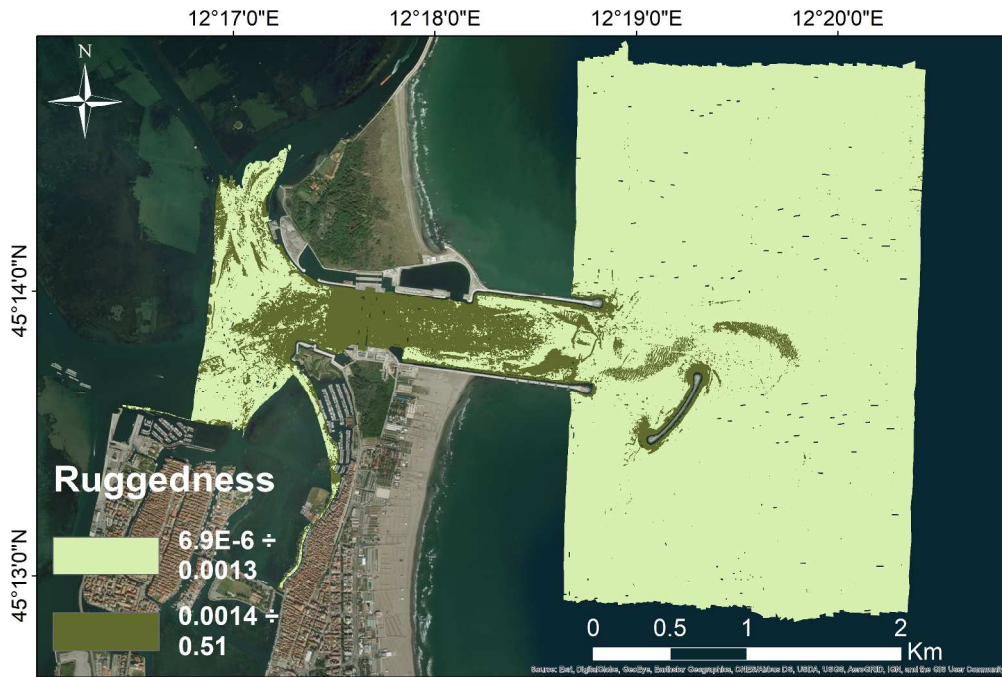 12°17'0"E 12°18'0"E 12°19'0"E 12°20'0"E
N
45°14'0"N
45°13'0"N
Ruggedness
6.9E-6 ÷
0.0013
0.0014 ÷
0.51
0 0.5 1 2
Km
Source: Esri, DigitalGlobe, GeoEye, Earthstar Geographics, CNES/Airbus DS, USDA, USGS, AeroGRID, IGN, and the GIS User Community